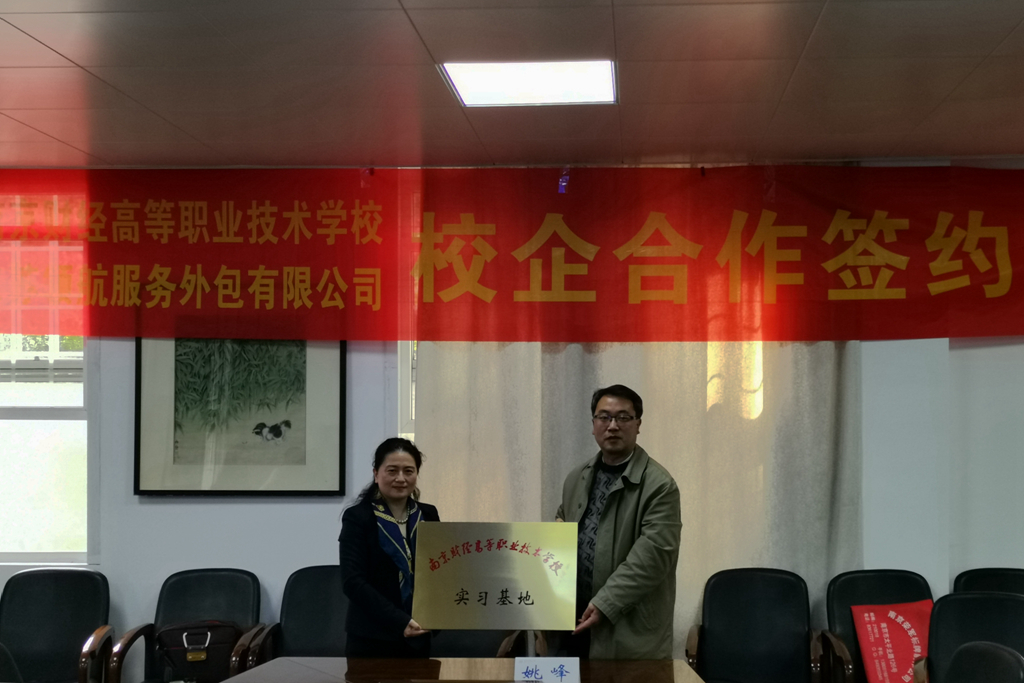 京财经高等职业技术学校
航服务外包有限公司
校企合作签约
南京财经高等职业技术学校
实习基地
姚峰